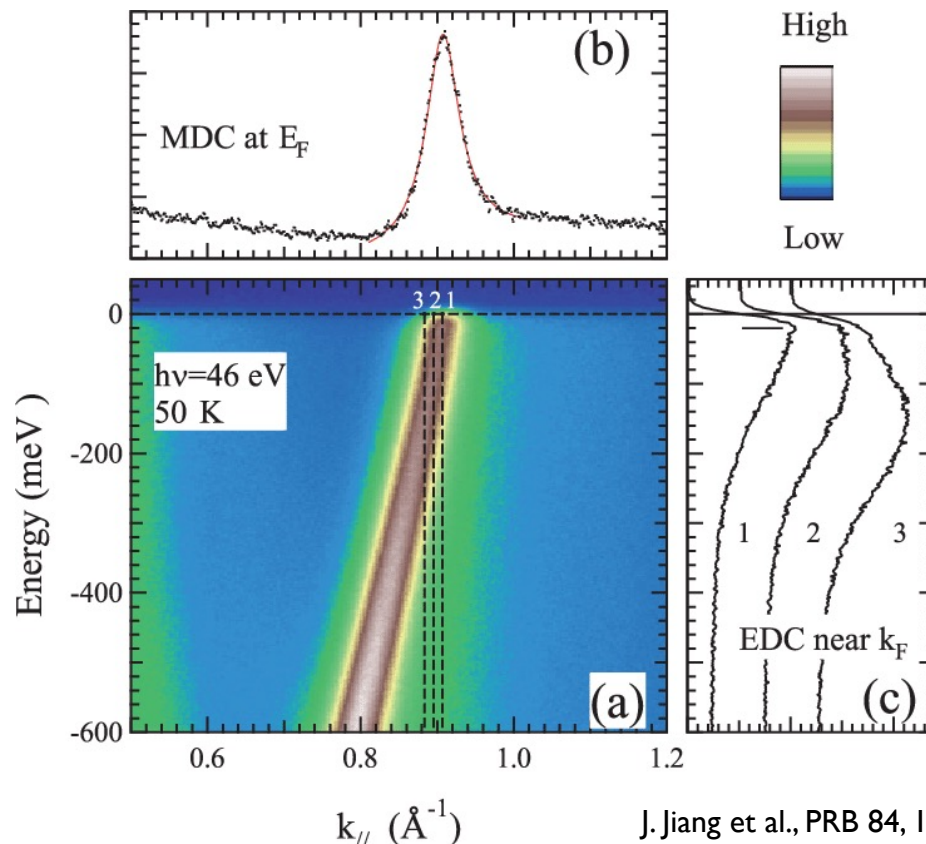 (b)
MDC at E_F
High
Low
3 2 1
0
-200
-400
-600
Energy (meV)
hν=46 eV
50 K
(a)
0.6 0.8 1.0 1.2
k_// (Å⁻¹)
1 2 3
EDC near k_F
(c)
J. Jiang et al., PRB 84, 1